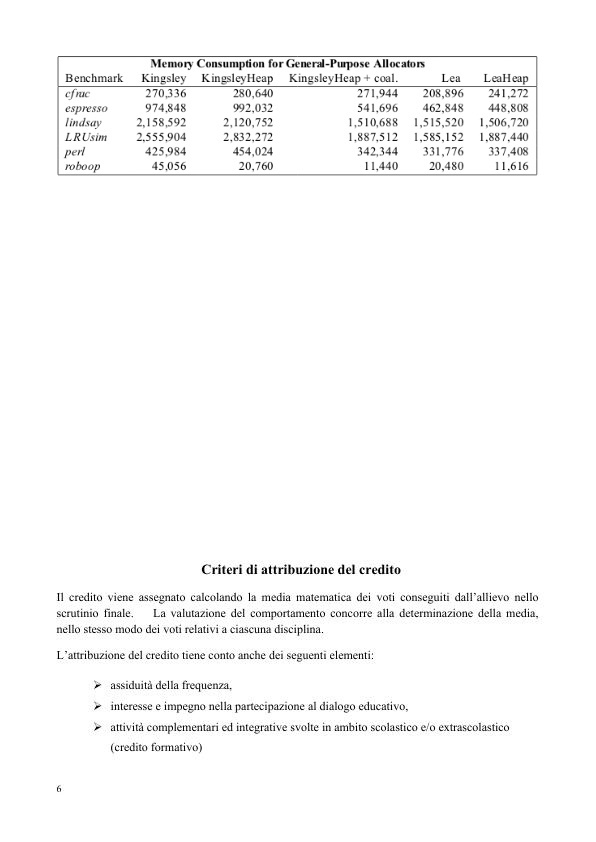 Memory Consumption for General-Purpose Allocators
Benchmark Kingsley KingsleyHeap KingsleyHeap + coal. Lea LeaHeap
cfrac 270,336 280,640 271,944 208,896 241,272
espresso 974,848 992,032 541,696 462,848 448,808
lindsay 2,158,592 2,120,752 1,510,688 1,515,520 1,506,720
LRUsim 2,555,904 2,832,272 1,887,512 1,585,152 1,887,440
perl 425,984 454,024 342,344 331,776 337,408
roboop 45,056 20,760 11,440 20,480 11,616
Criteri di attribuzione del credito
Il credito viene assegnato calcolando la media matematica dei voti conseguiti dall’allievo nello
scrutinio finale. La valutazione del comportamento concorre alla determinazione della media,
nello stesso modo dei voti relativi a ciascuna disciplina.
L’attribuzione del credito tiene conto anche dei seguenti elementi:
➢ assiduità della frequenza,
➢ interesse e impegno nella partecipazione al dialogo educativo,
➢ attività complementari ed integrative svolte in ambito scolastico e/o extrascolastico
(credito formativo)
6